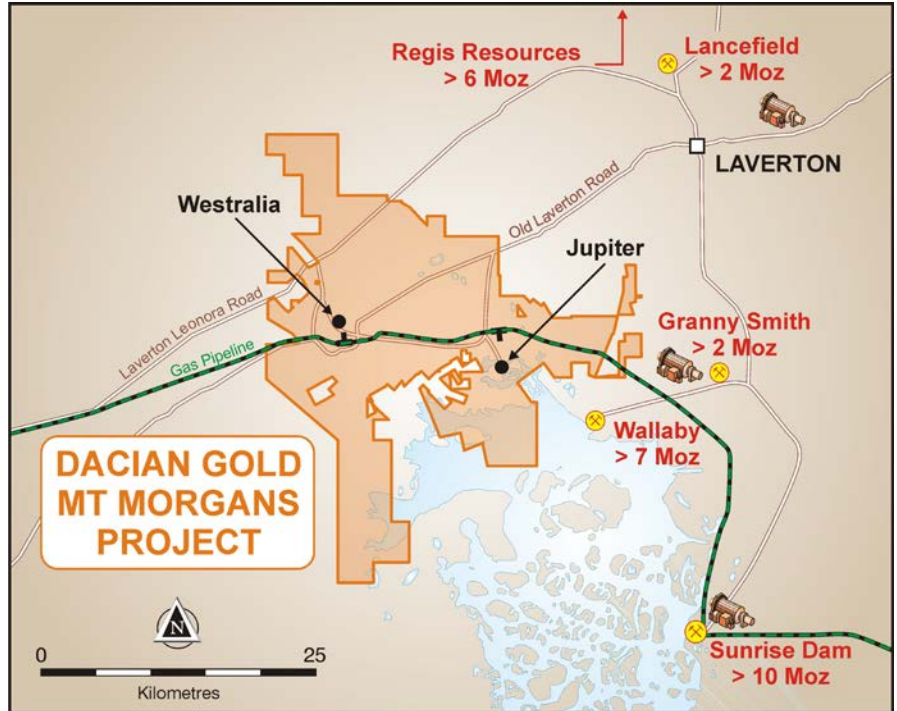 Regis Resources
> 6 Moz
Lancefield
> 2 Moz
LAVERTON
Westralia
Old Laverton Road
Jupiter
Laverton Leonora Road
Gas Pipeline
Granny Smith
> 2 Moz
Wallaby
> 7 Moz
DACIAN GOLD
MT MORGANS
PROJECT
N
0 25
Kilometres
Sunrise Dam
> 10 Moz